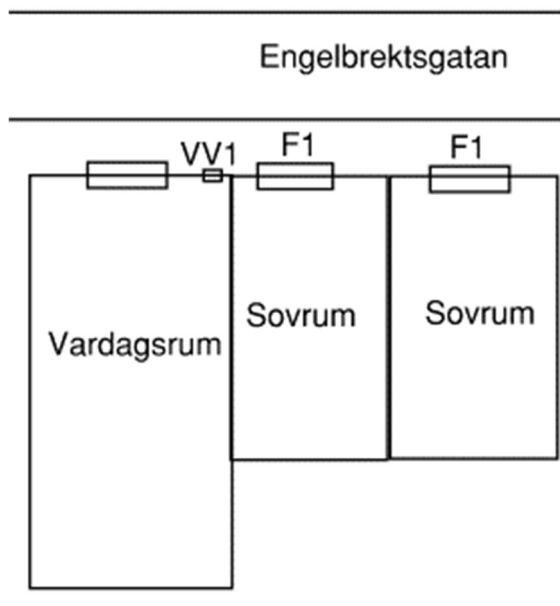 Engelbrektsgatan
VV1
F1
F1
Vardagsrum
Sovrum
Sovrum